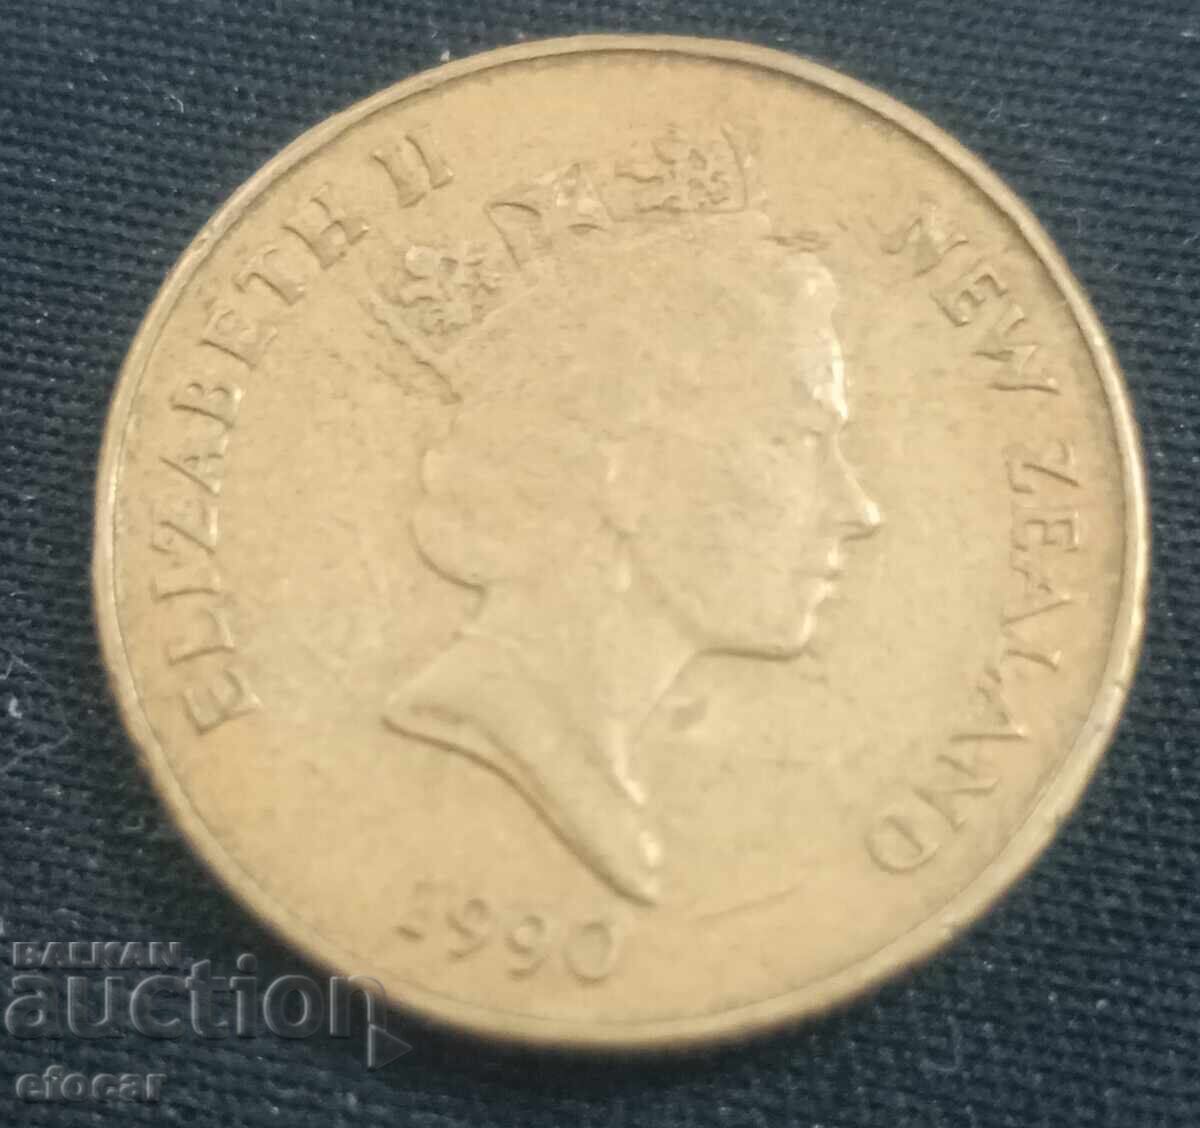 ELIZABETH II
NEW ZEALAND
1990
BALKAN
auction
efocar